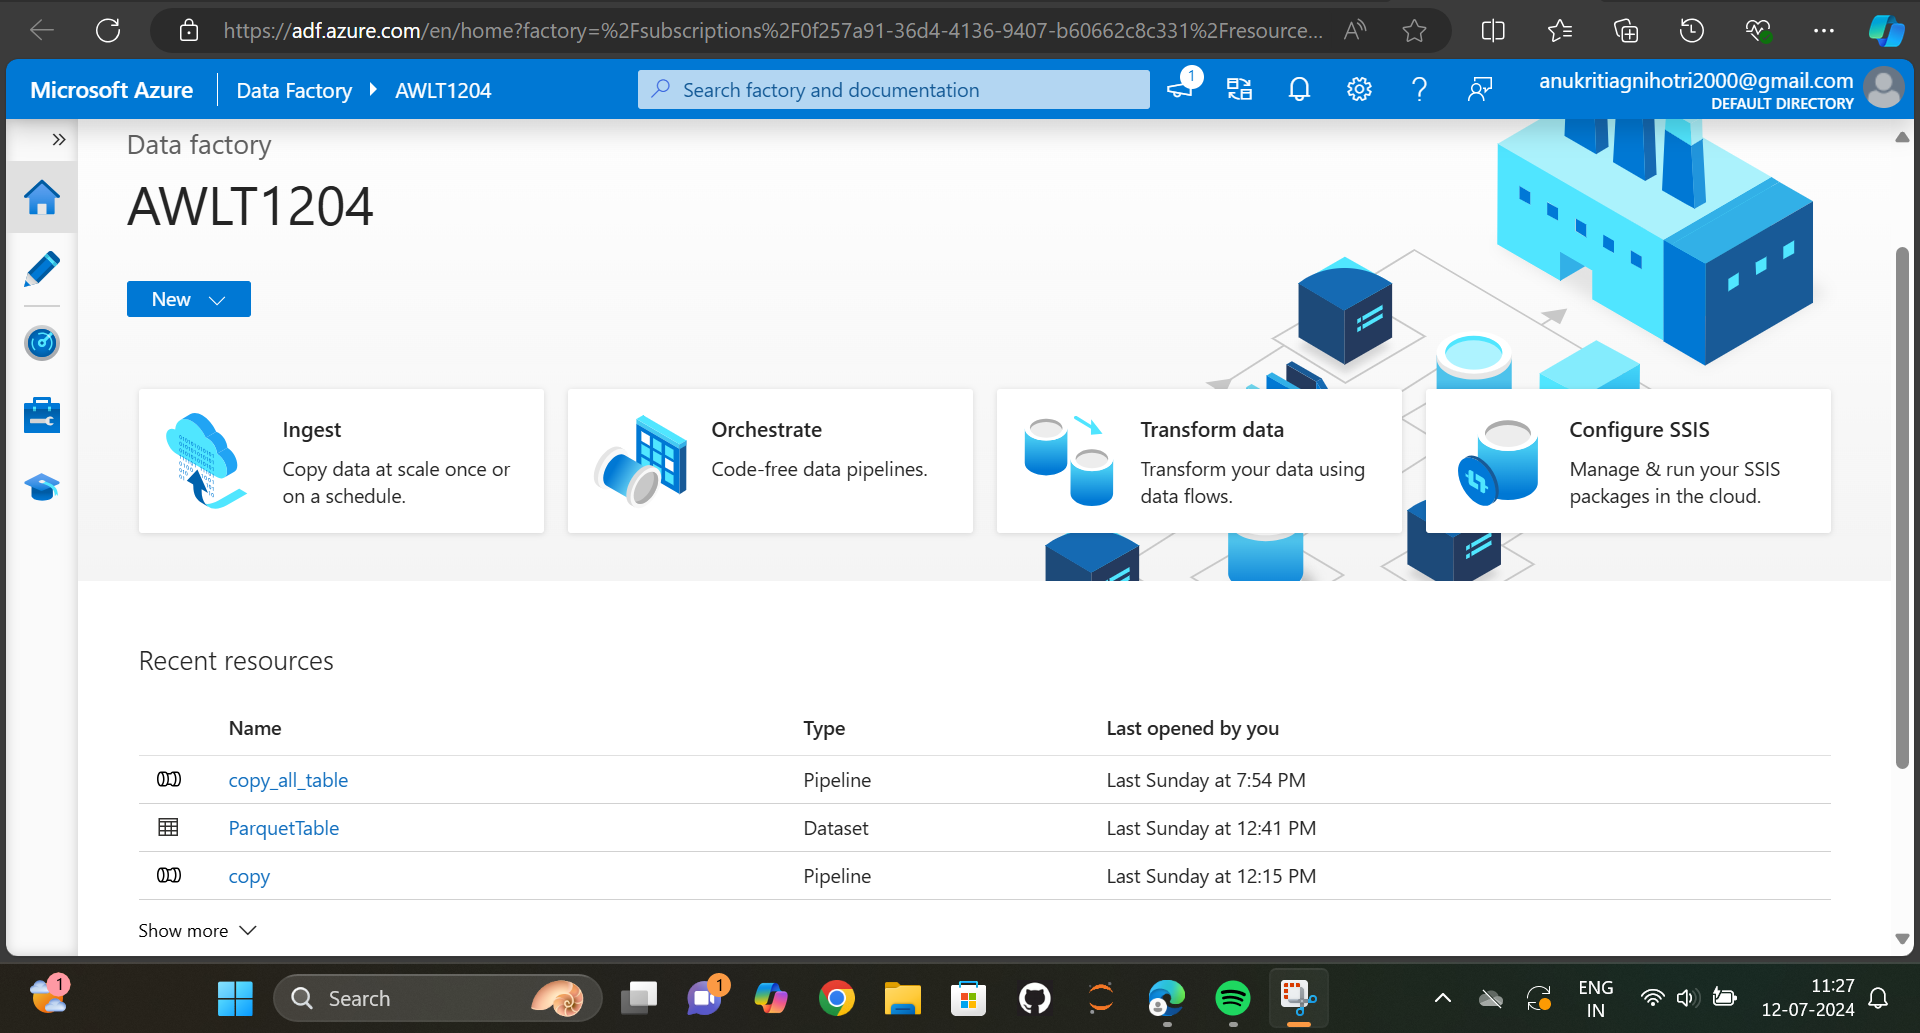 https://adf.azure.com/en/home?factory=%2Fsubscriptions%2F0f257a91-36d4-4136-9407-b60662c8c331%2Fresource...
Microsoft Azure
Data Factory
AWLT1204
Search factory and documentation
1
anukritiagnihotri2000@gmail.com
DEFAULT DIRECTORY
Data factory
AWLT1204
New
Ingest
Copy data at scale once or
on a schedule.
Orchestrate
Code-free data pipelines.
Transform data
Transform your data using
data flows.
Configure SSIS
Manage & run your SSIS
packages in the cloud.
Recent resources
Name Type Last opened by you
copy_all_table Pipeline Last Sunday at 7:54 PM
ParquetTable Dataset Last Sunday at 12:41 PM
copy Pipeline Last Sunday at 12:15 PM
Show more
1
Search
1
ENG
IN
11:27
12-07-2024